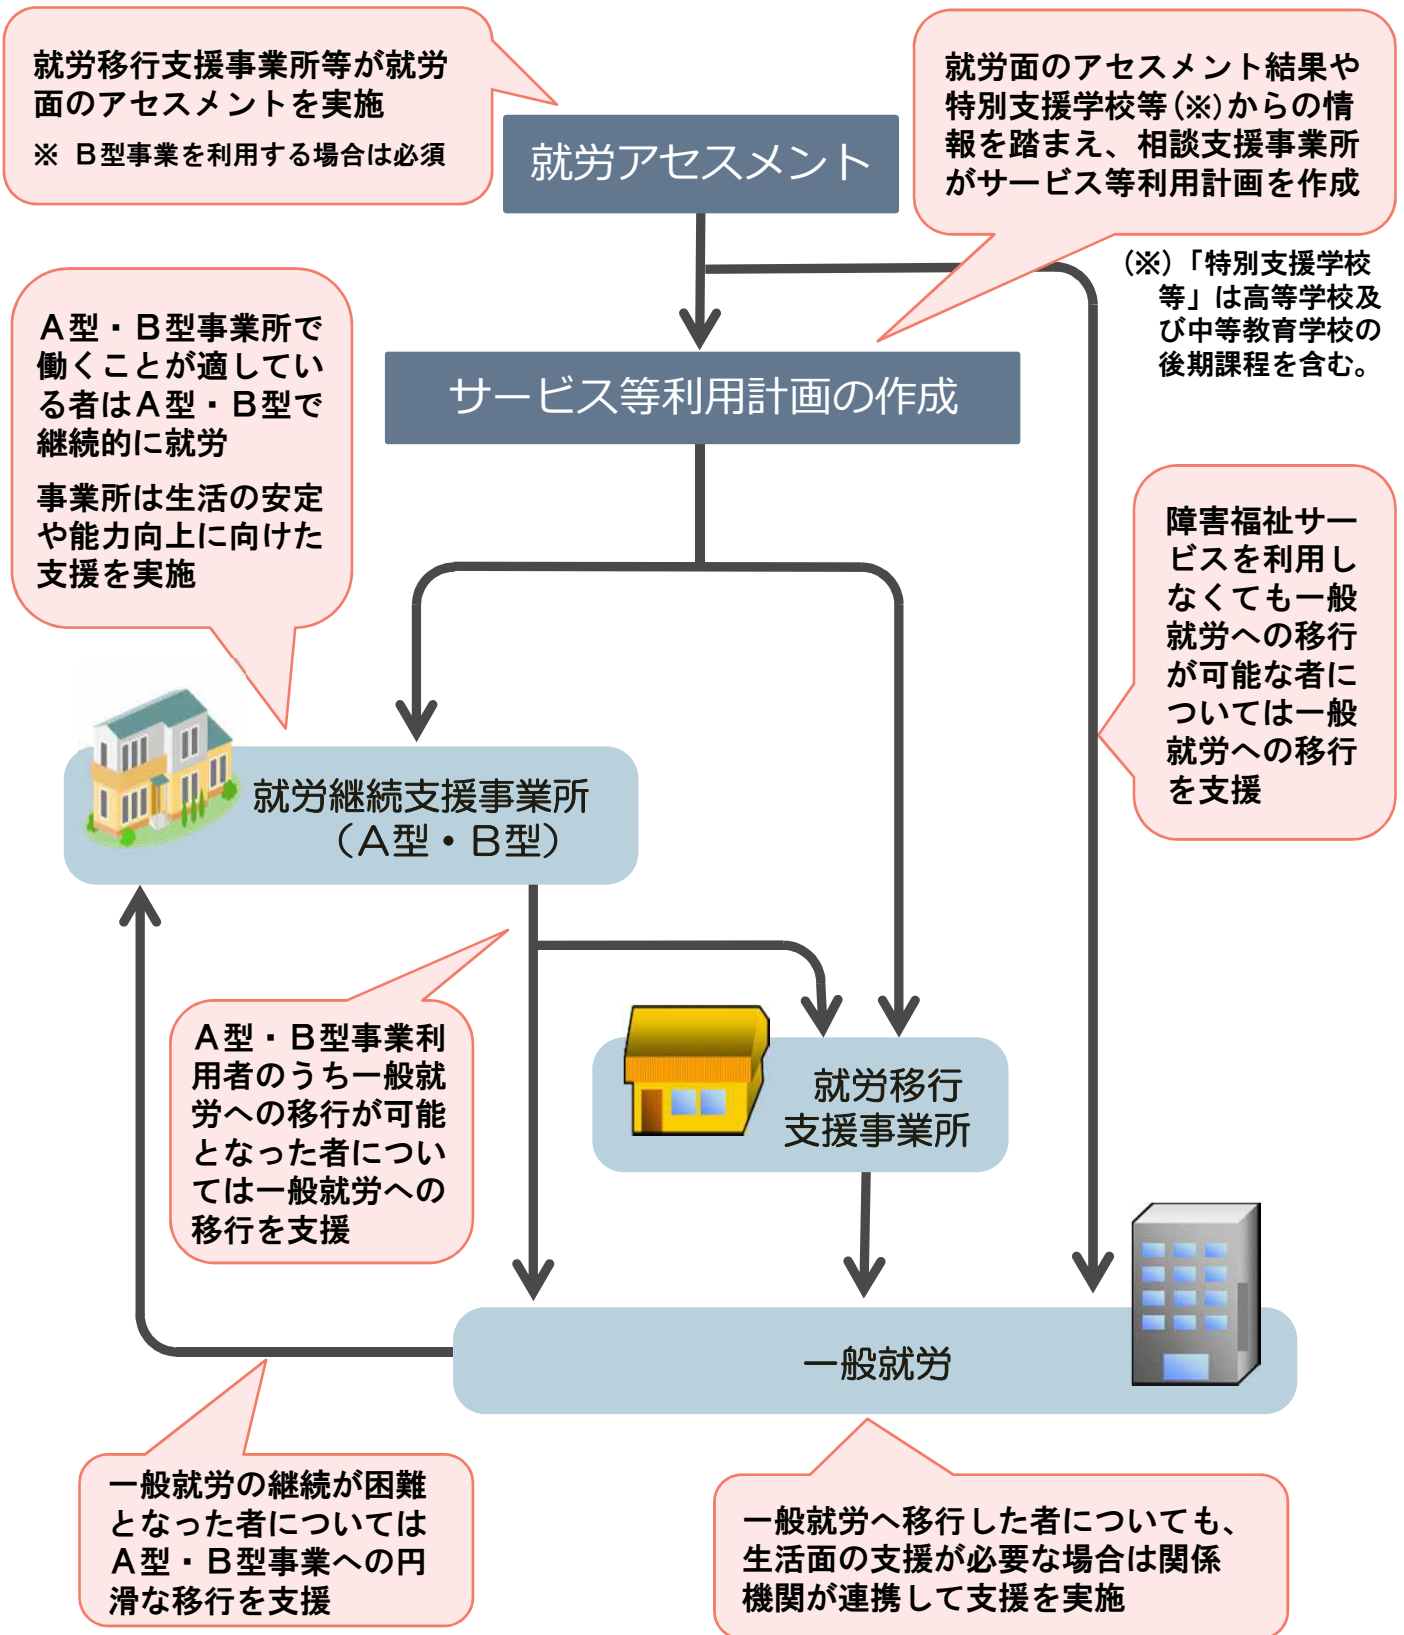 就労移行支援事業所等が就労
面のアセスメントを実施
※ B型事業を利用する場合は必須
就労アセスメント
就労面のアセスメント結果や
特別支援学校等(※)からの情
報を踏まえ、相談支援事業所
がサービス等利用計画を作成
(※)「特別支援学校
等」は高等学校及
び中等教育学校の
後期課程を含む。
A型・B型事業所で
働くことが適してい
る者はA型・B型で
継続的に就労
事業所は生活の安定
や能力向上に向けた
支援を実施
サービス等利用計画の作成
障害福祉サー
ビスを利用し
なくても一般
就労への移行
が可能な者に
ついては一般
就労への移行
を支援
就労継続支援事業所
(A型・B型)
A型・B型事業利
用者のうち一般就
労への移行が可能
となった者につい
ては一般就労への
移行を支援
就労移行
支援事業所
一般就労
一般就労の継続が困難
となった者については
A型・B型事業への円
滑な移行を支援
一般就労へ移行した者についても、
生活面の支援が必要な場合は関係
機関が連携して支援を実施